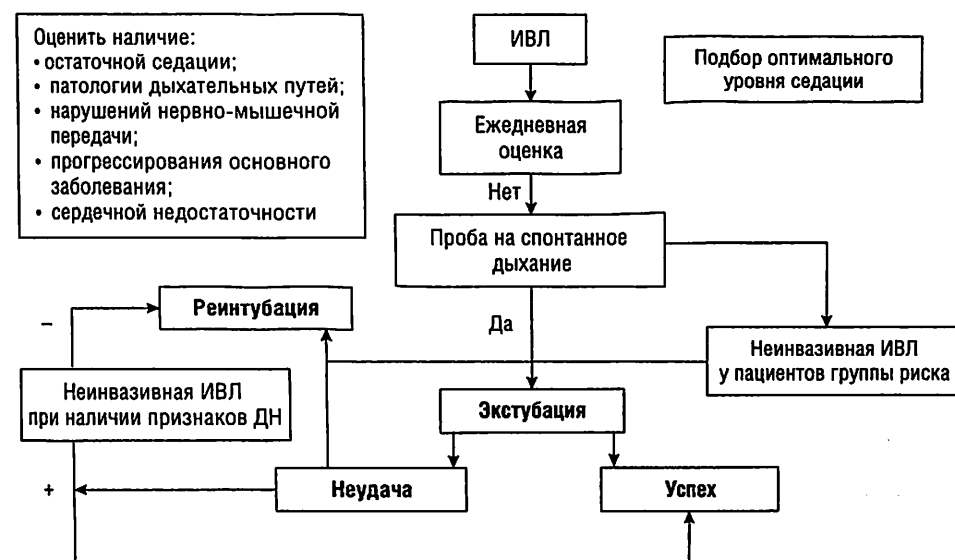 Оценить наличие:
• остаточной седации;
• патологии дыхательных путей;
• нарушений нервно-мышечной
передачи;
• прогрессирования основного
заболевания;
• сердечной недостаточности
ИВЛ
Подбор оптимального
уровня седации
Ежедневная
оценка
Нет
Проба на спонтанное
дыхание
Реинтубация
–
Да
Неинвазивная ИВЛ
у пациентов группы риска
Неинвазивная ИВЛ
при наличии признаков ДН
Экстубация
+
Неудача
Успех